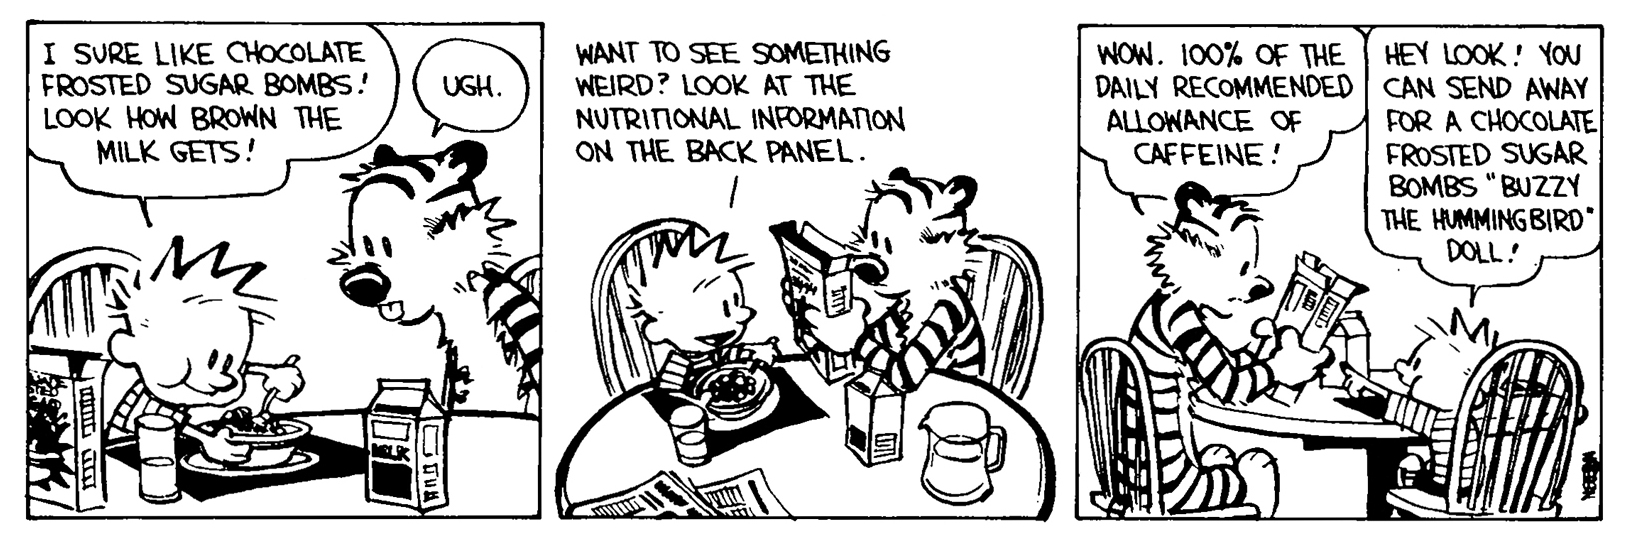 I SURE LIKE CHOCOLATE
FROSTED SUGAR BOMBS!
LOOK HOW BROWN THE
MILK GETS!
UGH.
MILK
WANT TO SEE SOMETHING
WEIRD? LOOK AT THE
NUTRITIONAL INFORMATION
ON THE BACK PANEL.
WOW. 100% OF THE
DAILY RECOMMENDED
ALLOWANCE OF
CAFFEINE!
HEY LOOK! YOU
CAN SEND AWAY
FOR A CHOCOLATE
FROSTED SUGAR
BOMBS "BUZZY
THE HUMMINGBIRD"
DOLL!